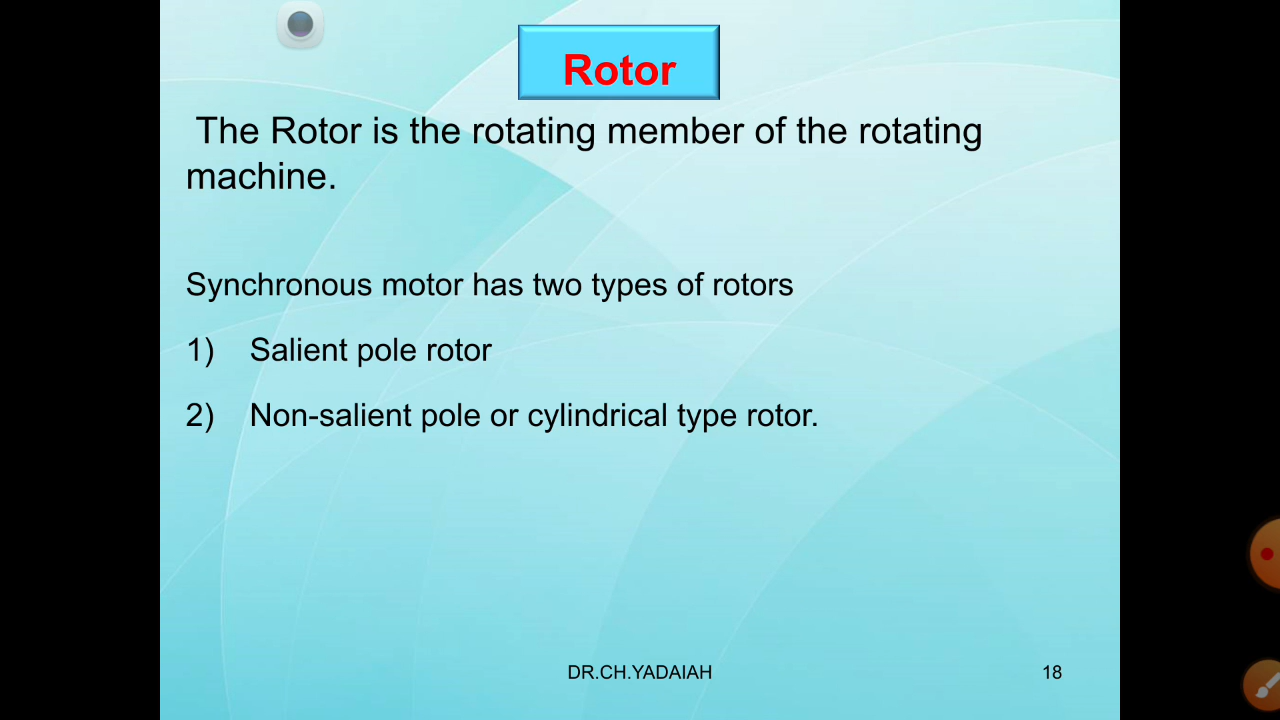 Rotor
The Rotor is the rotating member of the rotating
machine.
Synchronous motor has two types of rotors
1) Salient pole rotor
2) Non-salient pole or cylindrical type rotor.
DR.CH.YADAIAH 18